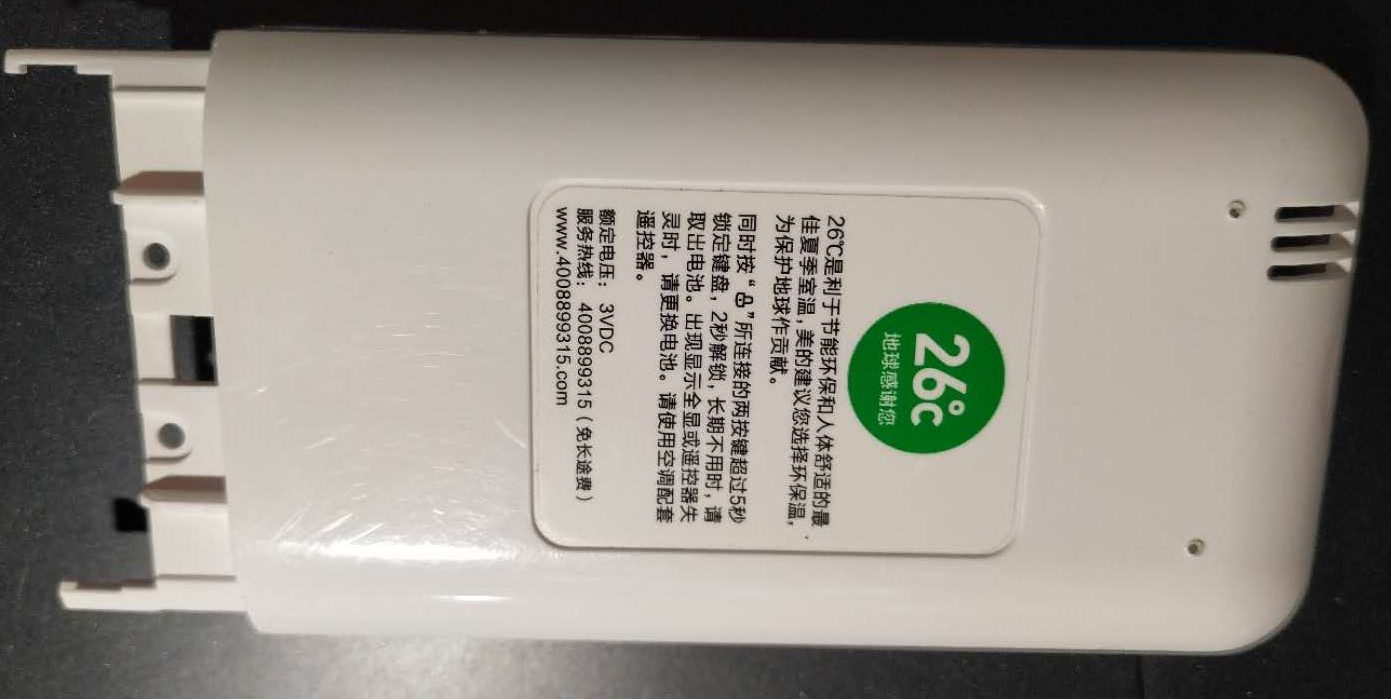 26℃
地球感谢您
26℃是利于节能环保和人体舒适的最
佳夏季室温,美的建议您选择环保温,
为保护地球作贡献。
同时按“🔒”所连接的两按键超过5秒
锁定键盘，2秒解锁，长期不用时，请
取出电池。出现显示全显或遥控器失
灵时，请更换电池。请使用空调配套
遥控器。
额定电压：3VDC
服务热线：4008899315（免长途费）
www.4008899315.com